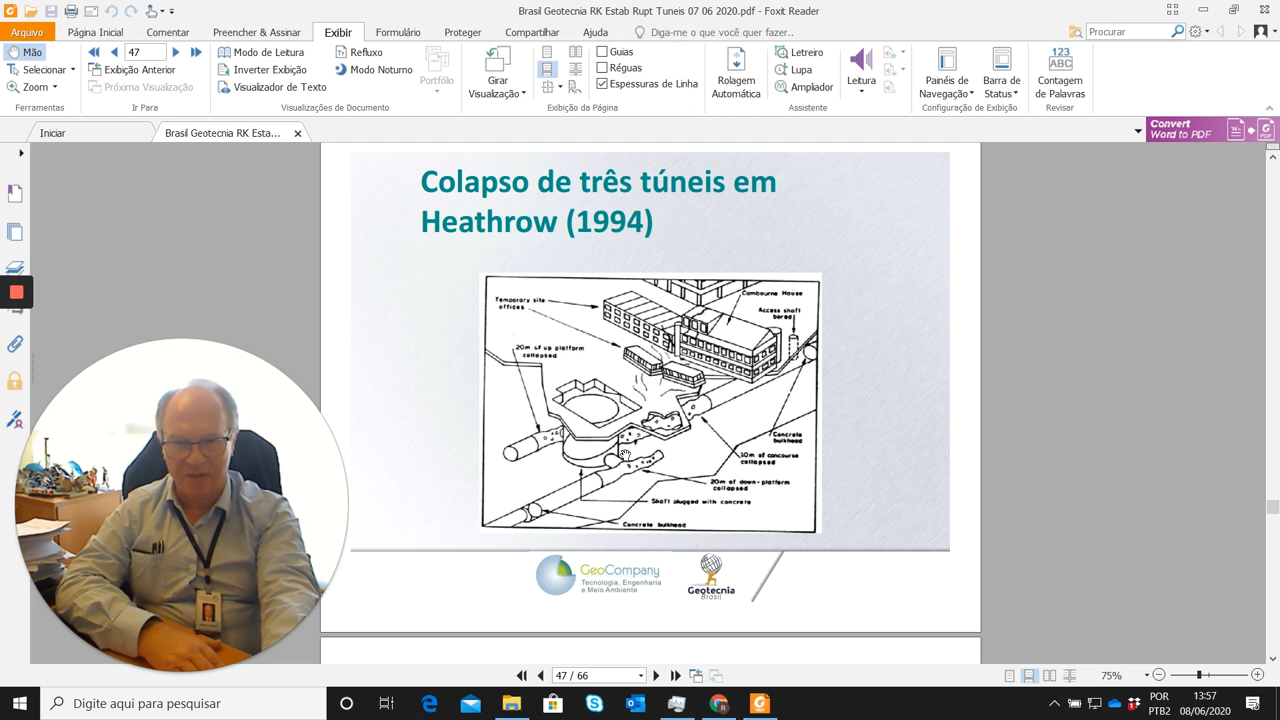 Brasil Geotecnia RK Estab Rupt Tuneis 07 06 2020.pdf - Foxit Reader
Arquivo Página Inicial Comentar Preencher & Assinar Exibir Formulário Proteger Compartilhar Ajuda Diga-me o que você quer fazer.. Procurar
Mão
Selecionar
Zoom
Ferramentas
47
Exibição Anterior
Próxima Visualização
Ir Para
Modo de Leitura
Inverter Exibição
Visualizador de Texto
Refluxo
Modo Noturno
Portfólio
Visualizações de Documento
Girar
Visualização
Guias
Réguas
Espessuras de Linha
Exibição da Página
Rolagem
Automática
Letreiro
Lupa
Ampliador
Assistente
Leitura
Painéis de
Navegação
Barra de
Status
Configuração de Exibição
123
ABC
Contagem
de Palavras
Revisar
Iniciar
Brasil Geotecnia RK Esta...
Convert
Word to PDF
Colapso de três túneis em
Heathrow (1994)
Temporary site
offices
Cambourne House
Access shaft
bored
20m of up platform
collapsed
Concrete
bulkhead
10m of concourse
collapsed
20m of down-platform
collapsed
Shaft plugged with concrete
Concrete bulkhead
GeoCompany
Tecnologia, Engenharia
e Meio Ambiente
Geotecnia
Brasil
47 / 66
75%
Digite aqui para pesquisar
POR
PTB2
13:57
08/06/2020